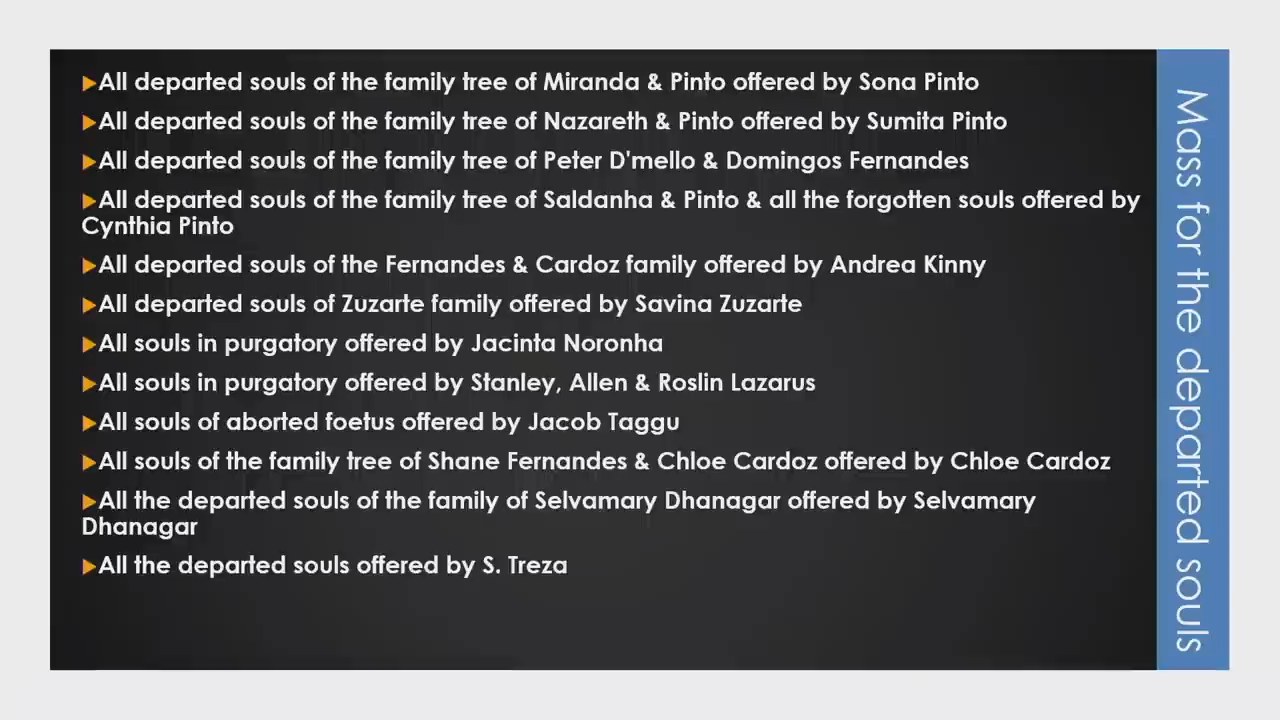 ▶All departed souls of the family tree of Miranda & Pinto offered by Sona Pinto
▶All departed souls of the family tree of Nazareth & Pinto offered by Sumita Pinto
▶All departed souls of the family tree of Peter D'mello & Domingos Fernandes
▶All departed souls of the family tree of Saldanha & Pinto & all the forgotten souls offered by
Cynthia Pinto
▶All departed souls of the Fernandes & Cardoz family offered by Andrea Kinny
▶All departed souls of Zuzarte family offered by Savina Zuzarte
▶All souls in purgatory offered by Jacinta Noronha
▶All souls in purgatory offered by Stanley, Allen & Roslin Lazarus
▶All souls of aborted foetus offered by Jacob Taggu
▶All souls of the family tree of Shane Fernandes & Chloe Cardoz offered by Chloe Cardoz
▶All the departed souls of the family of Selvamary Dhanagar offered by Selvamary
Dhanagar
▶All the departed souls offered by S. Treza
Mass for the departed souls